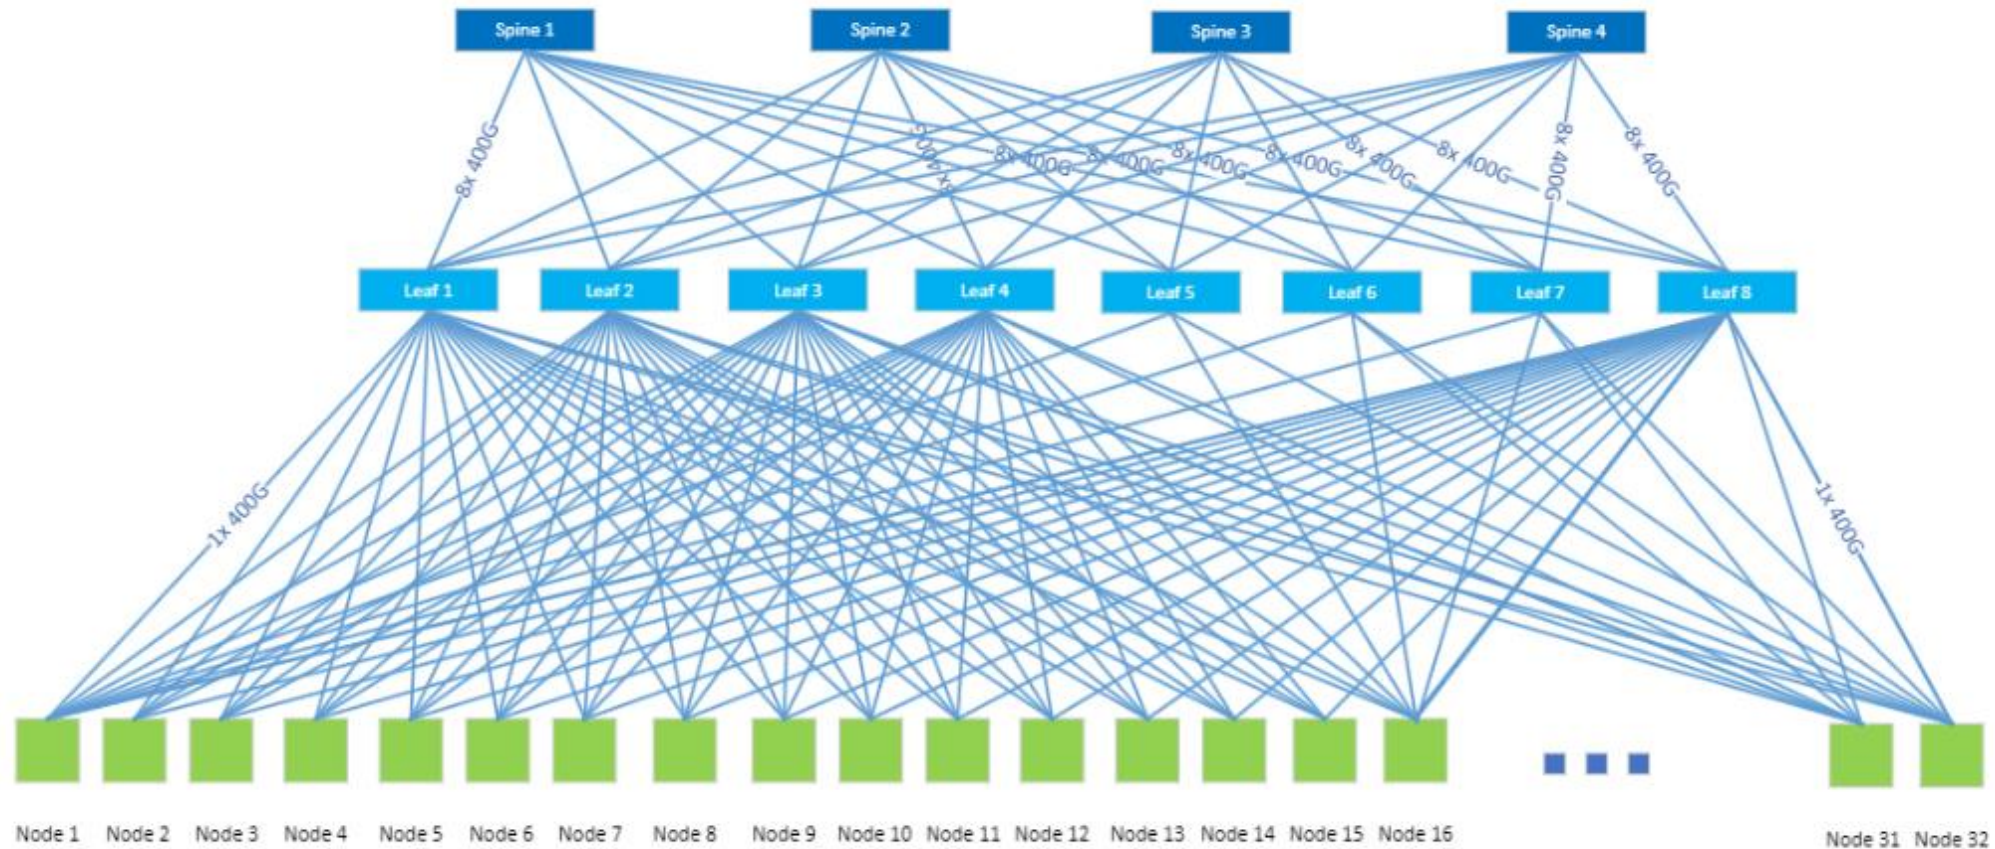 Spine 1
Spine 2
Spine 3
Spine 4
8x 400G
8x 400G
8x 400G
8x 400G
8x 400G
8x 400G
8x 400G
8x 400G
8x 400G
8x 400G
Leaf 1
Leaf 2
Leaf 3
Leaf 4
Leaf 5
Leaf 6
Leaf 7
Leaf 8
1x 400G
1x 400G
Node 1
Node 2
Node 3
Node 4
Node 5
Node 6
Node 7
Node 8
Node 9
Node 10
Node 11
Node 12
Node 13
Node 14
Node 15
Node 16
Node 31
Node 32